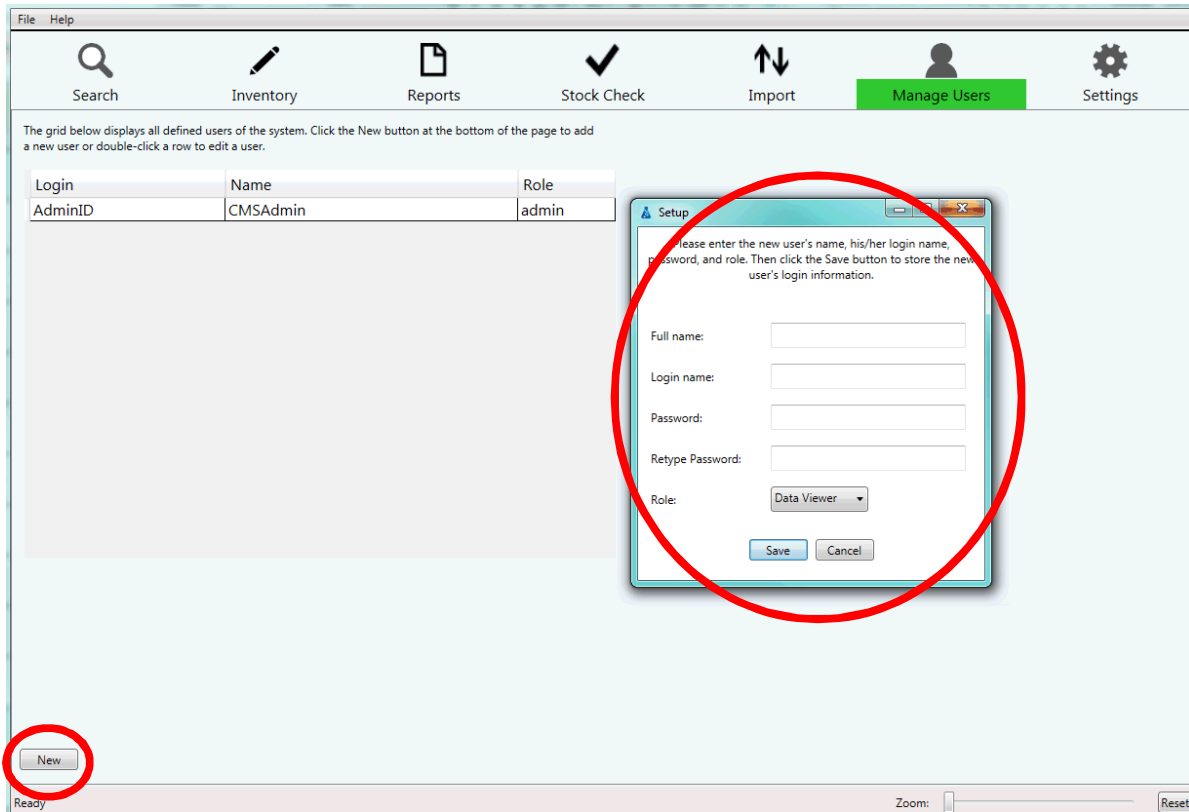 File Help
Search Inventory Reports Stock Check Import Manage Users Settings
The grid below displays all defined users of the system. Click the New button at the bottom of the page to add
a new user or double-click a row to edit a user.
Login Name Role
AdminID CMSAdmin admin
Setup
Please enter the new user's name, his/her login name,
password, and role. Then click the Save button to store the new
user's login information.
Full name:
Login name:
Password:
Retype Password:
Role: Data Viewer
Save Cancel
New
Ready Zoom: Reset